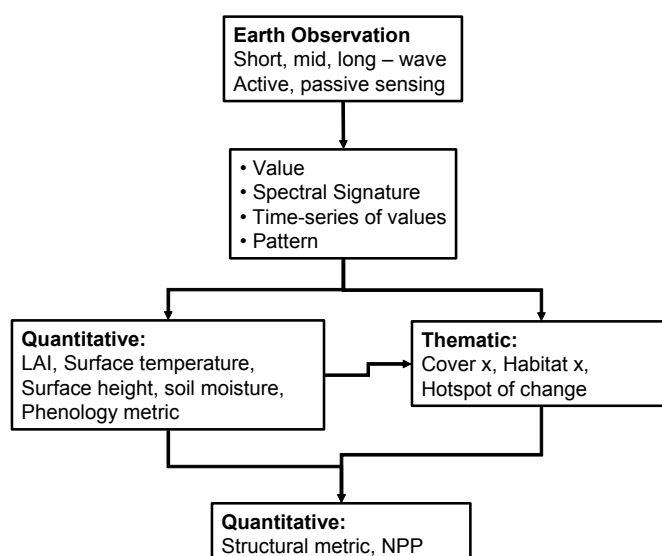 Earth Observation
Short, mid, long – wave
Active, passive sensing
• Value
• Spectral Signature
• Time-series of values
• Pattern
Quantitative:
LAI, Surface temperature,
Surface height, soil moisture,
Phenology metric
Thematic:
Cover x, Habitat x,
Hotspot of change
Quantitative:
Structural metric, NPP